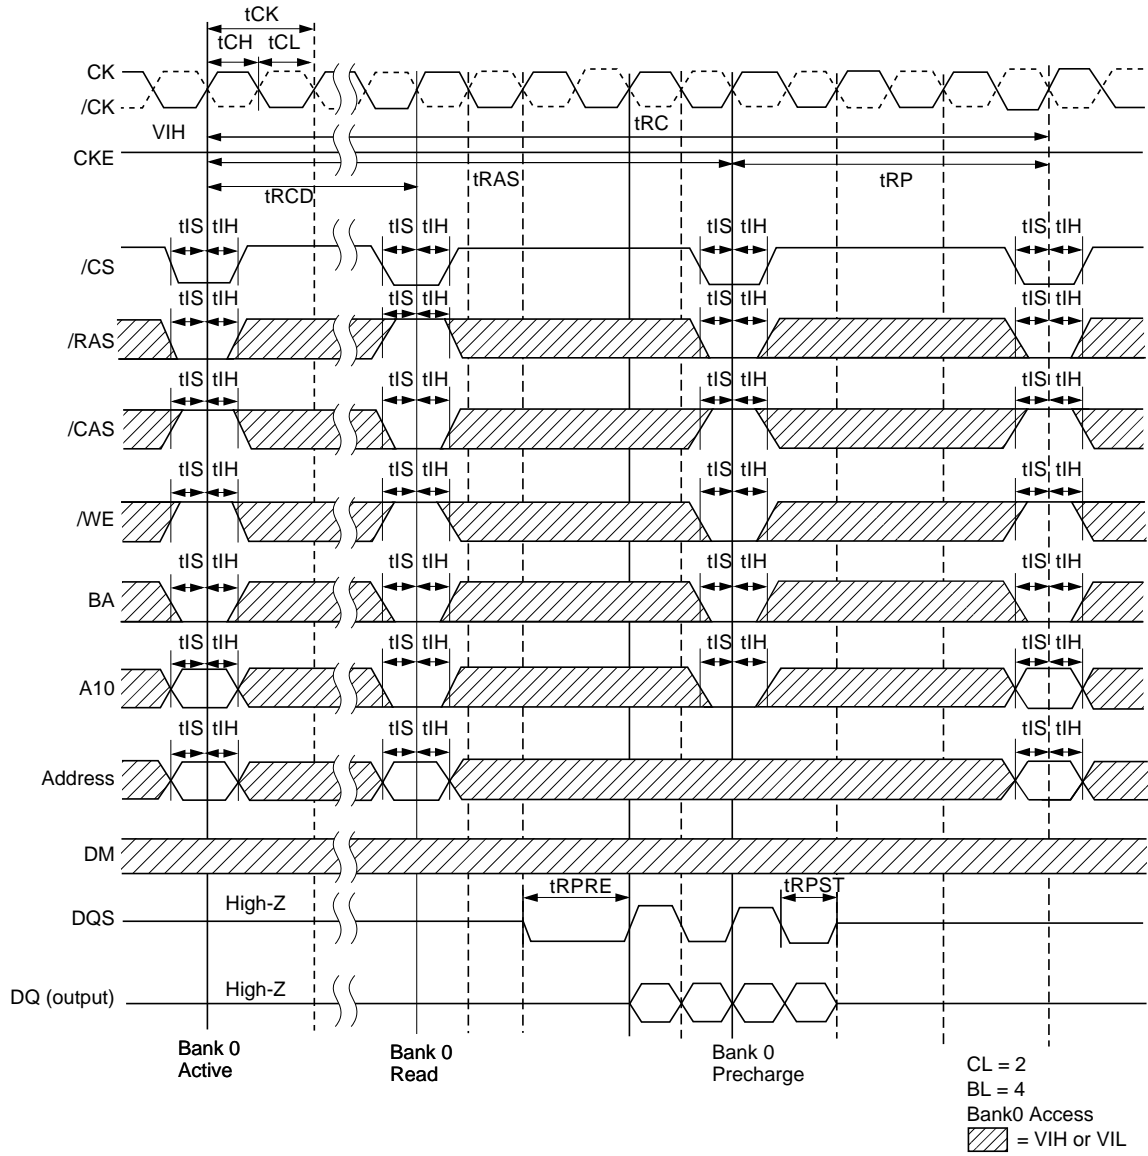 tCK
tCH tCL
CK
/CK
VIH
tRC
CKE
tRAS
tRP
tRCD
tIS tIH tIS tIH tIS tIH tIS tIH
/CS
tIS tIH tIS tIH tIS tIH tIS tIH
/RAS
tIS tIH tIS tIH tIS tIH tIS tIH
/CAS
tIS tIH tIS tIH tIS tIH tIS tIH
/WE
tIS tIH tIS tIH tIS tIH tIS tIH
BA
tIS tIH tIS tIH tIS tIH tIS tIH
A10
tIS tIH tIS tIH tIS tIH
Address
DM
tRPRE tRPST
High-Z
DQS
High-Z
DQ (output)
Bank 0 Bank 0 Bank 0
Active Read Precharge
CL = 2
BL = 4
Bank0 Access
= VIH or VIL